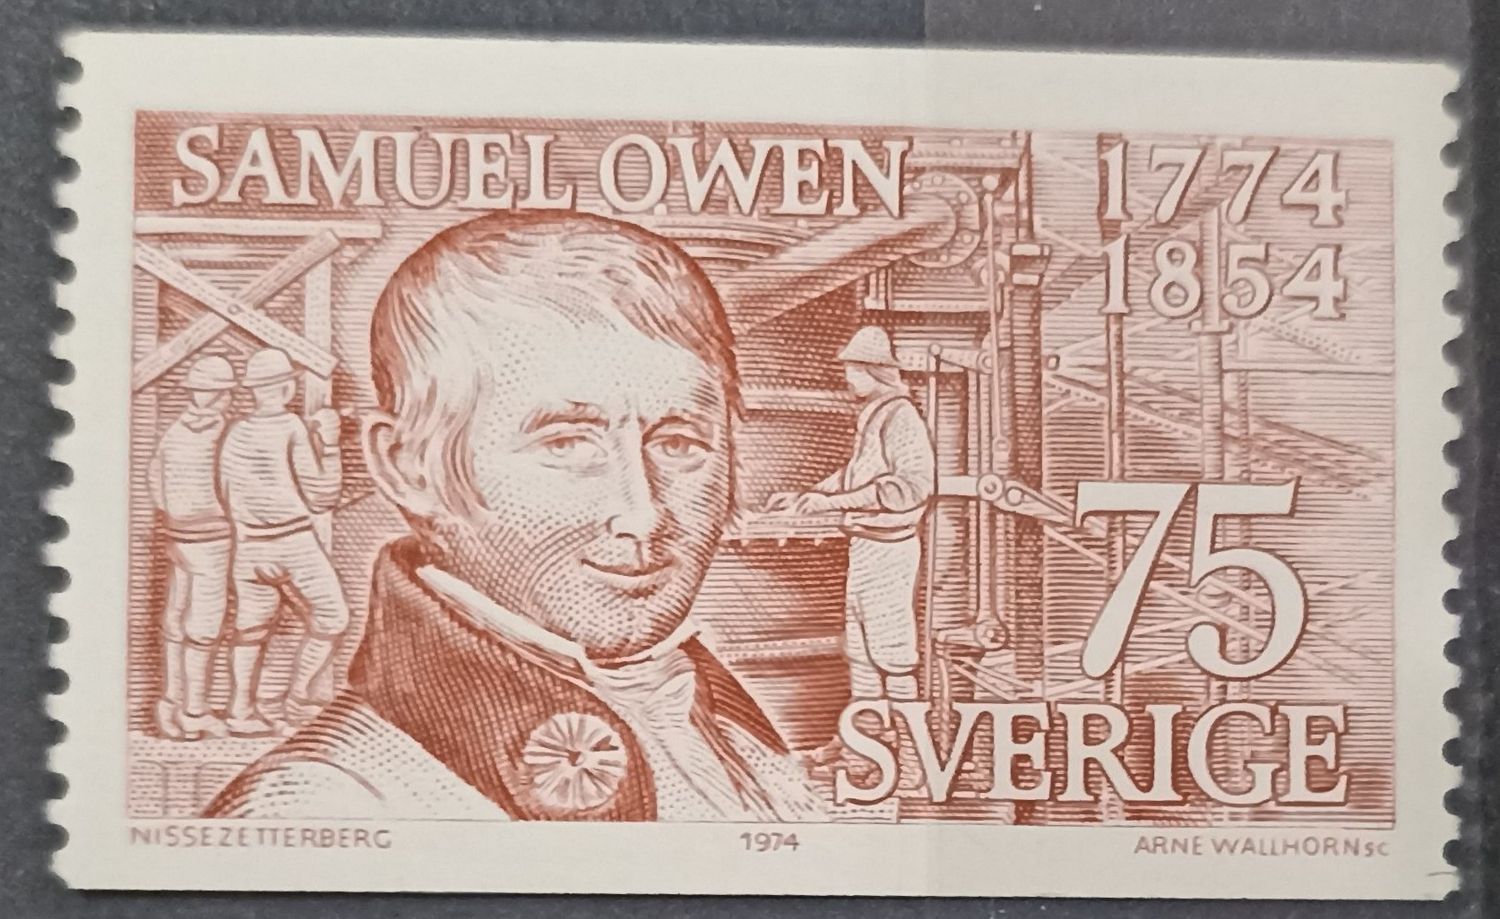 SAMUEL OWEN
1774
1854
75
SVERIGE
NISSE ZETTERBERG
1974
ARNE WALLHORN SC